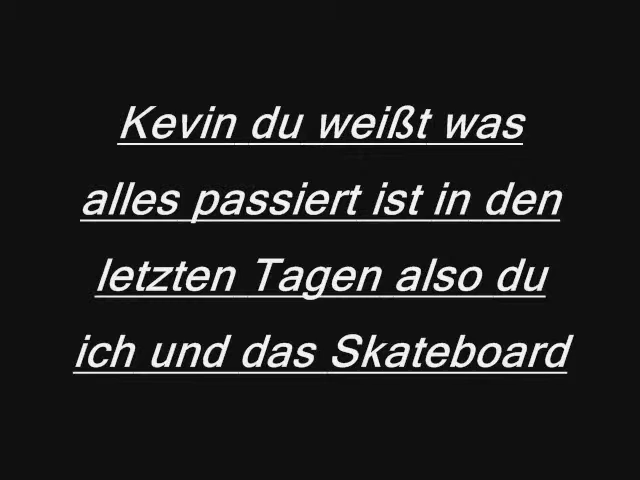 Kevin du weißt was
alles passiert ist in den
letzten Tagen also du
ich und das Skateboard